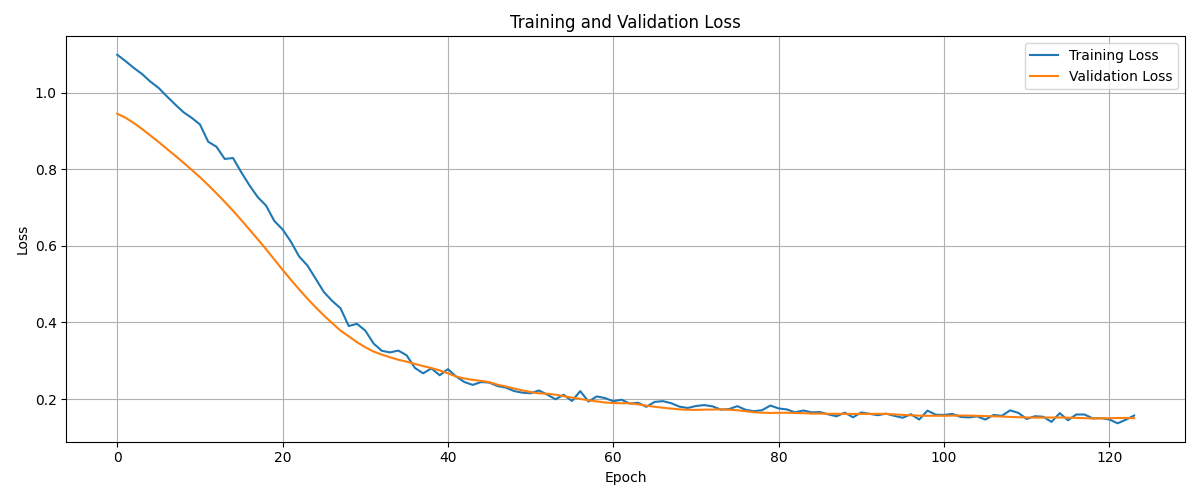 Training and Validation Loss
Training Loss
Validation Loss
1.0
0.8
0.6
0.4
0.2
Loss
0 20 40 60 80 100 120
Epoch